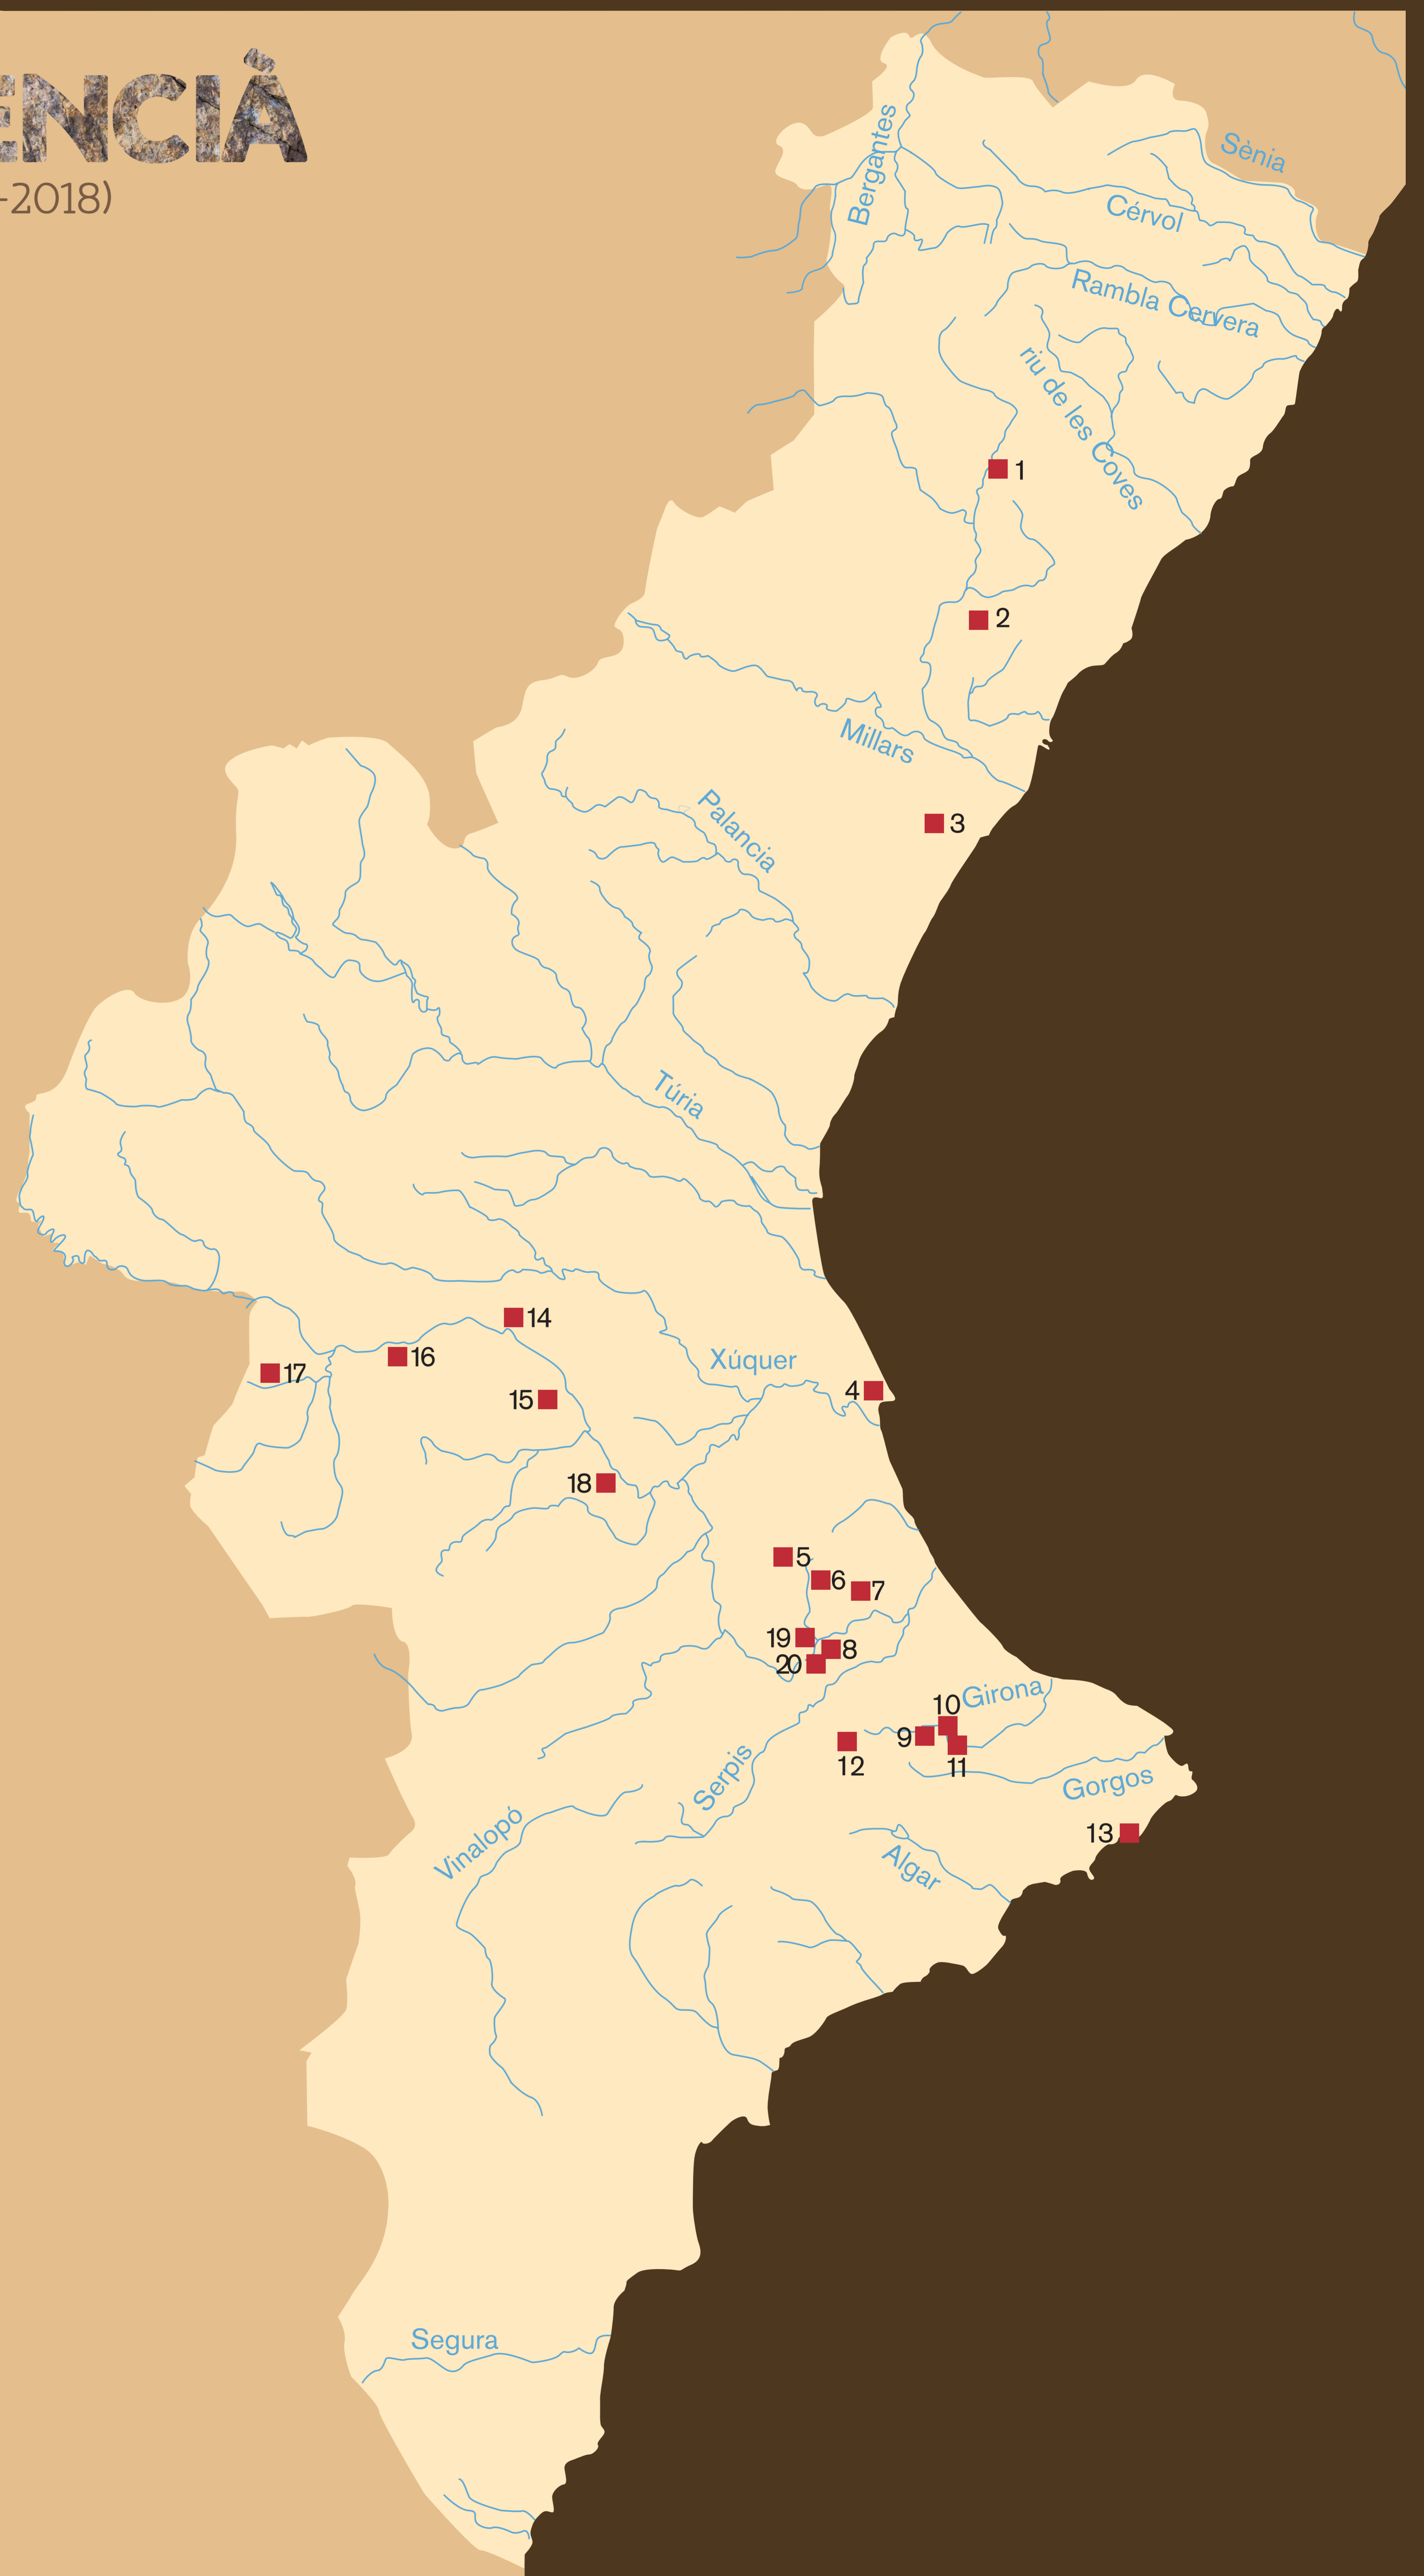 ENCIÀ
-2018)
Bergantes
Sènia
Cérvol
Rambla Cervera
riu de les Coves
1
2
Millars
3
Palancia
Túria
14
17
16
Xúquer
15
4
18
5
6
7
19
8
20
Girona
10
9
12
11
Serpis
Gorgos
13
Vinalopó
Algar
Segura